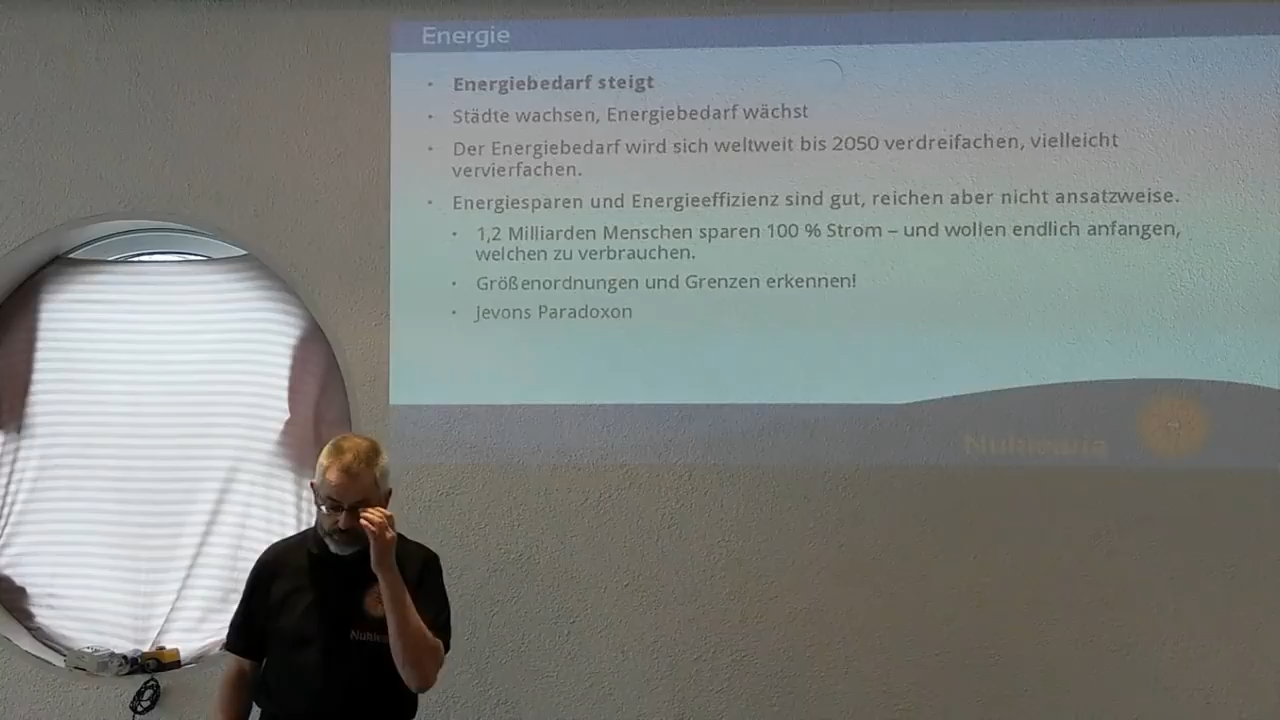 Energie
• Energiebedarf steigt
• Städte wachsen, Energiebedarf wächst
• Der Energiebedarf wird sich weltweit bis 2050 verdreifachen, vielleicht
vervierfachen.
• Energiesparen und Energieeffizienz sind gut, reichen aber nicht ansatzweise.
• 1,2 Milliarden Menschen sparen 100 % Strom – und wollen endlich anfangen,
welchen zu verbrauchen.
• Größenordnungen und Grenzen erkennen!
• Jevons Paradoxon
Nuklearia